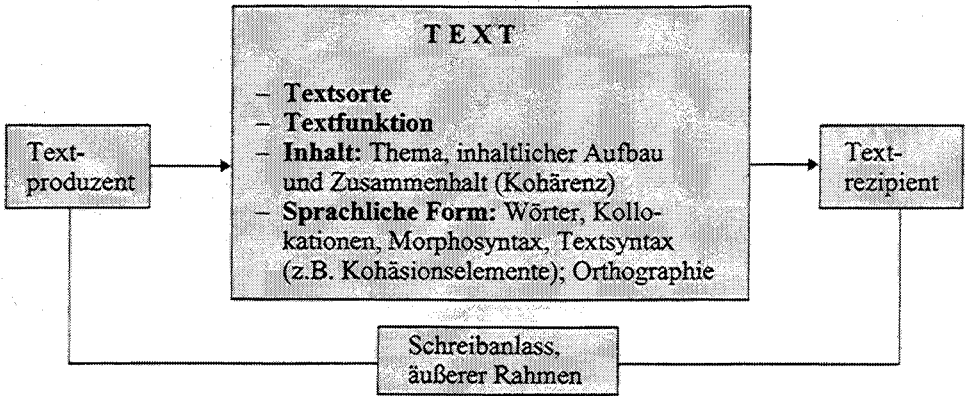 TEXT
– Textsorte
– Textfunktion
– Inhalt: Thema, inhaltlicher Aufbau
und Zusammenhalt (Kohärenz)
– Sprachliche Form: Wörter, Kollo-
kationen, Morphosyntax, Textsyntax
(z.B. Kohäsionselemente); Orthographie
Text-
produzent
Text-
rezipient
Schreibanlass,
äußerer Rahmen